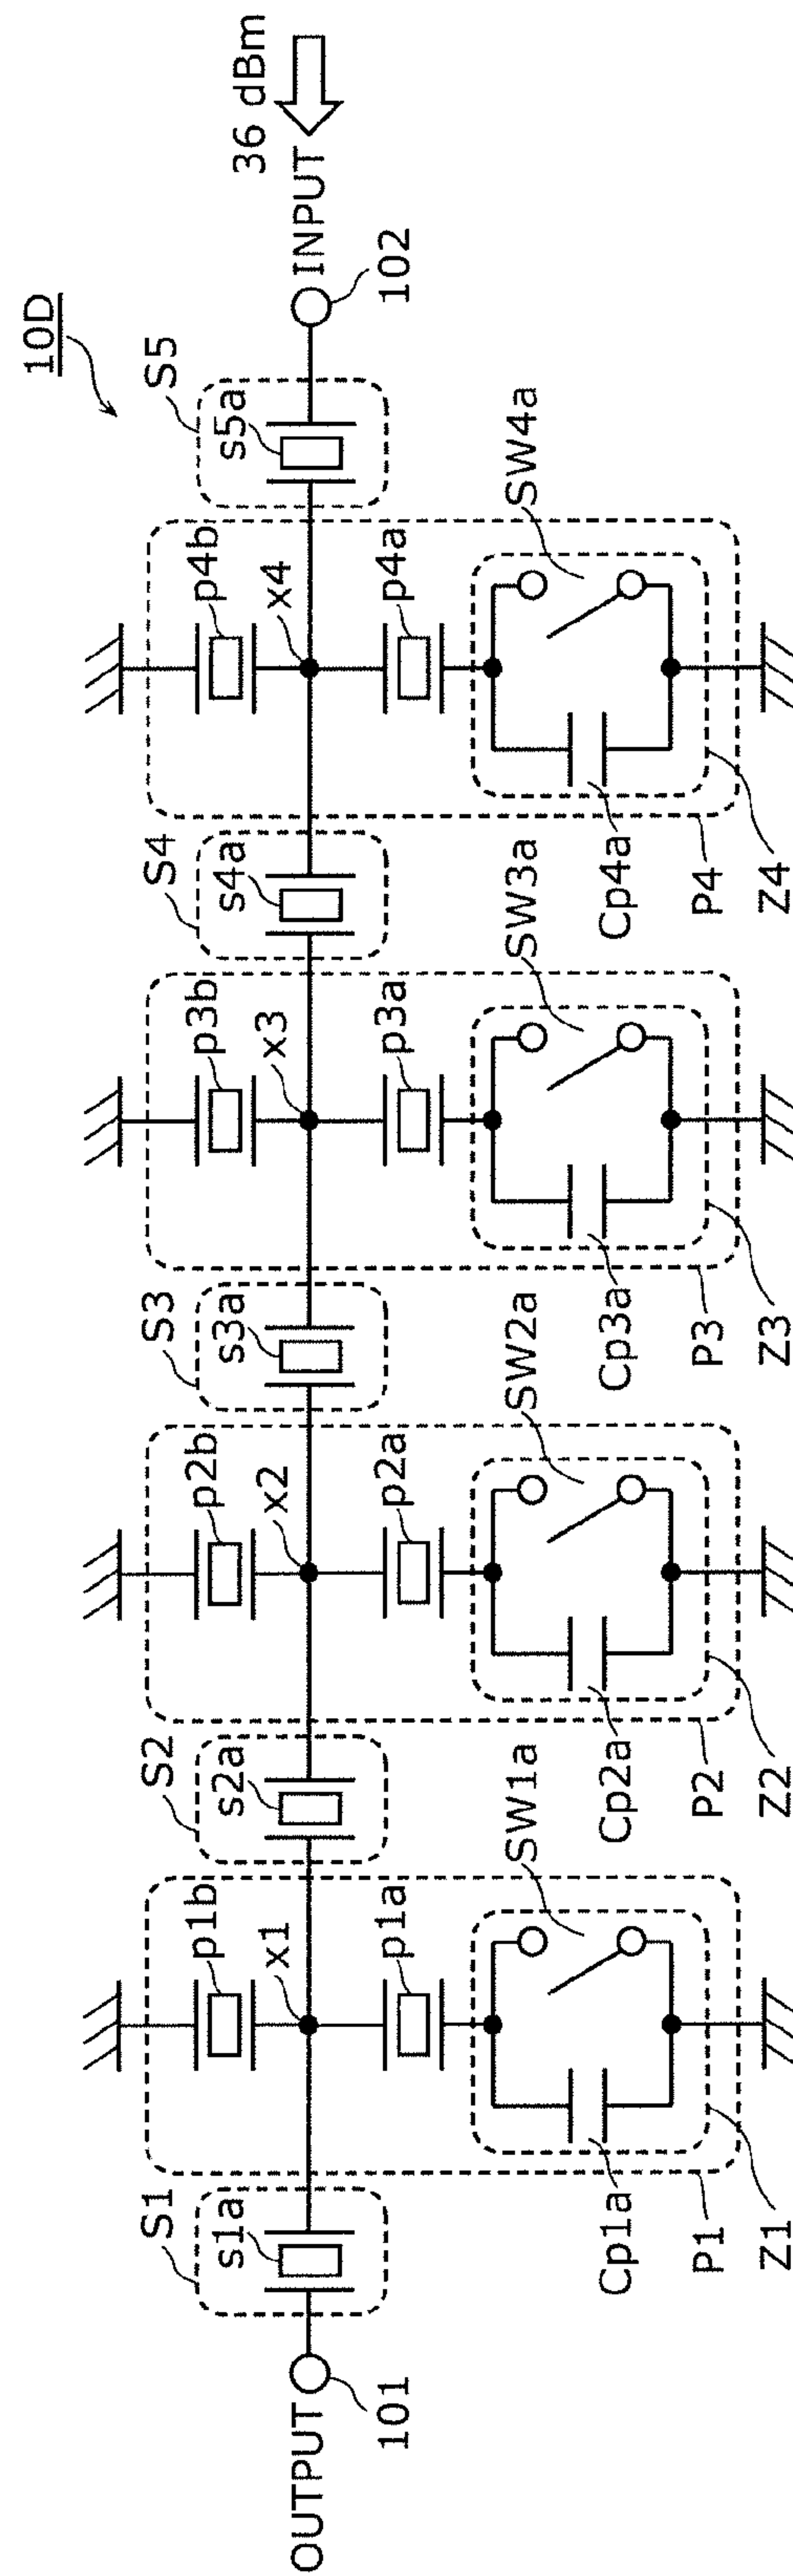 10D
OUTPUT
101
S1
s1a
P1
p1b
x1
p1a
Cp1a
SW1a
Z1
S2
s2a
P2
p2b
x2
p2a
Cp2a
SW2a
Z2
S3
s3a
P3
p3b
x3
p3a
Cp3a
SW3a
Z3
S4
s4a
P4
p4b
x4
p4a
Cp4a
SW4a
Z4
S5
s5a
102
INPUT
36 dBm